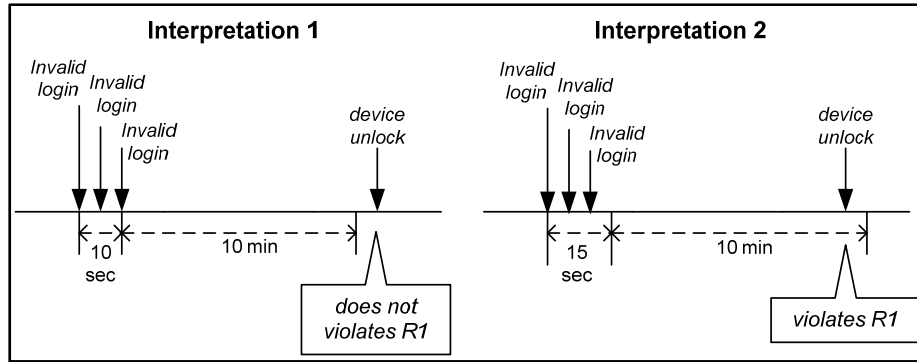 Interpretation 1
Invalid
login
Invalid
login
Invalid
login
device
unlock
10
sec
10 min
does not
violates R1
Interpretation 2
Invalid
login
Invalid
login
Invalid
login
device
unlock
15
sec
10 min
violates R1